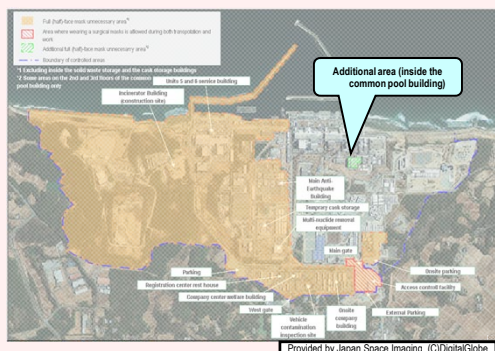 Full (half)-face mask unnecessary area*1
Area where wearing a surgical mask is allowed during both transpotation and
work
Additional full (half)-face mask unnecessary area*2
Boundary of controlled areas
*1 Excluding inside the solid waste storage and the cask storage buildings
*2 Some areas on the 2nd and 3rd floors of the common
pool building only
Units 5 and 6 service building
Incinerator Building
(construction site)
Additional area (inside the
common pool building)
Main Anti-
Earthquake
Building
Temprary cask storage
Multi-nuclide removal
equipment
Main gate
Parking
Registration center rest house
Company center welfare building
West gate
Vehicle
contamination
inspection site
Onsite
company
building
Onsite parking
Access controll facility
External Parking
Provided by Japan Space Imaging, (C)DigitalGlobe